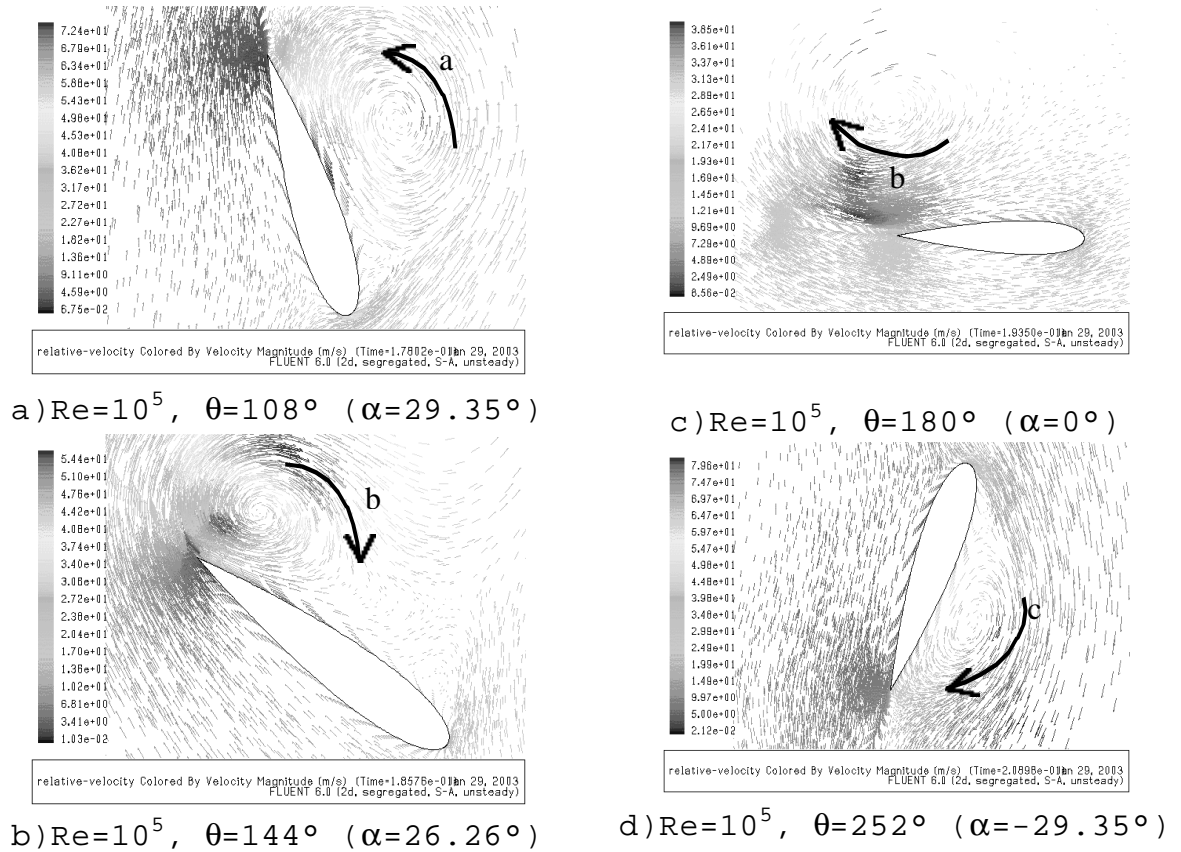 7.24e+01
6.79e+01
6.34e+01
5.88e+01
5.43e+01
4.98e+01
4.53e+01
4.08e+01
3.62e+01
3.17e+01
2.72e+01
2.27e+01
1.82e+01
1.36e+01
9.11e+00
4.59e+00
6.75e-02
a
relative-velocity Colored By Velocity Magnitude (m/s) (Time=1.7802e-01) Jan 29, 2003
FLUENT 6.0 (2d, segregated, S-A, unsteady)
a)Re=10⁵, θ=108° (α=29.35°)
5.44e+01
5.10e+01
4.76e+01
4.42e+01
4.08e+01
3.74e+01
3.40e+01
3.06e+01
2.72e+01
2.38e+01
2.04e+01
1.70e+01
1.36e+01
1.02e+01
6.81e+00
3.41e+00
1.03e-02
b
relative-velocity Colored By Velocity Magnitude (m/s) (Time=1.8576e-01) Jan 29, 2003
FLUENT 6.0 (2d, segregated, S-A, unsteady)
b)Re=10⁵, θ=144° (α=26.26°)
3.85e+01
3.61e+01
3.37e+01
3.13e+01
2.89e+01
2.65e+01
2.41e+01
2.17e+01
1.93e+01
1.69e+01
1.45e+01
1.21e+01
9.69e+00
7.29e+00
4.89e+00
2.49e+00
8.56e-02
b
relative-velocity Colored By Velocity Magnitude (m/s) (Time=1.9350e-01) Jan 29, 2003
FLUENT 6.0 (2d, segregated, S-A, unsteady)
c)Re=10⁵, θ=180° (α=0°)
7.96e+01
7.47e+01
6.97e+01
6.47e+01
5.97e+01
5.47e+01
4.98e+01
4.48e+01
3.98e+01
3.48e+01
2.99e+01
2.49e+01
1.99e+01
1.49e+01
9.97e+00
5.00e+00
2.12e-02
c
relative-velocity Colored By Velocity Magnitude (m/s) (Time=2.0898e-01) Jan 29, 2003
FLUENT 6.0 (2d, segregated, S-A, unsteady)
d)Re=10⁵, θ=252° (α=-29.35°)